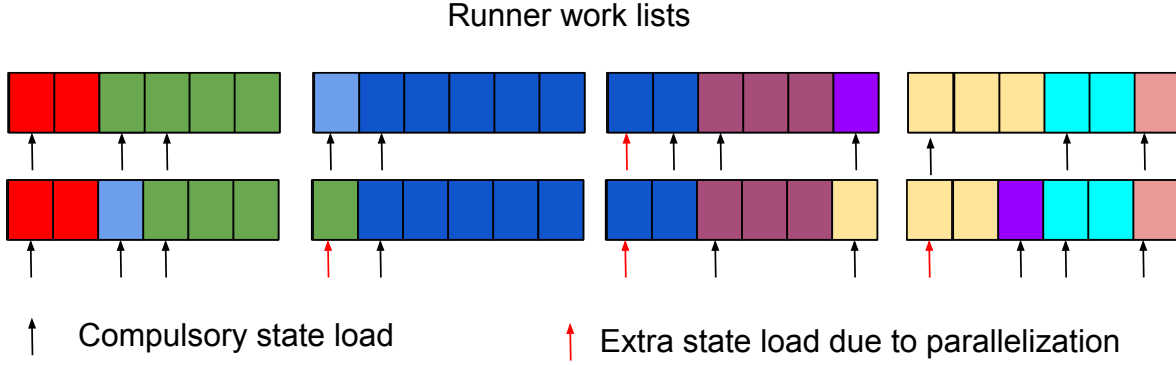 Runner work lists
Compulsory state load
Extra state load due to parallelization